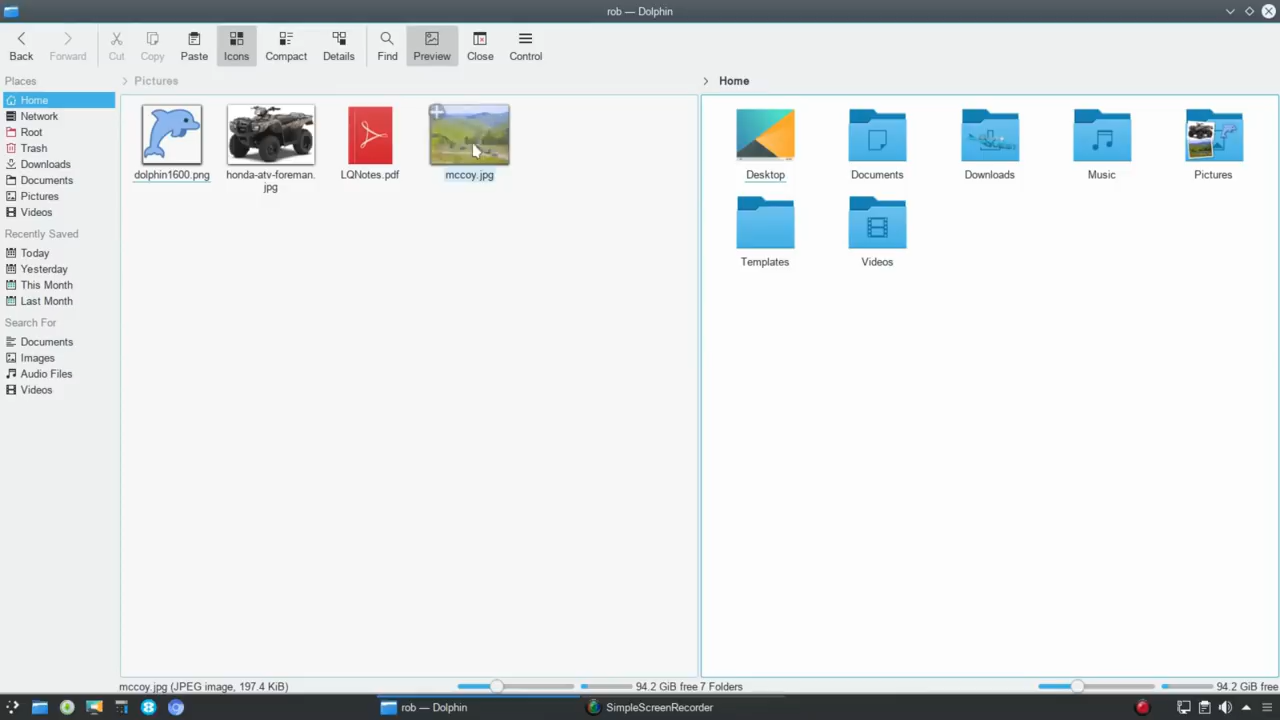 rob — Dolphin
Back
Forward
Cut
Copy
Paste
Icons
Compact
Details
Find
Preview
Close
Control
Places
Home
Network
Root
Trash
Downloads
Documents
Pictures
Videos
Recently Saved
Today
Yesterday
This Month
Last Month
Search For
Documents
Images
Audio Files
Videos
Pictures
dolphin1600.png
honda-atv-foreman.
jpg
LQNotes.pdf
mccoy.jpg
mccoy.jpg (JPEG image, 197.4 KiB)
94.2 GiB free
Home
Desktop
Documents
Downloads
Music
Pictures
Templates
Videos
7 Folders
94.2 GiB free
rob — Dolphin
SimpleScreenRecorder